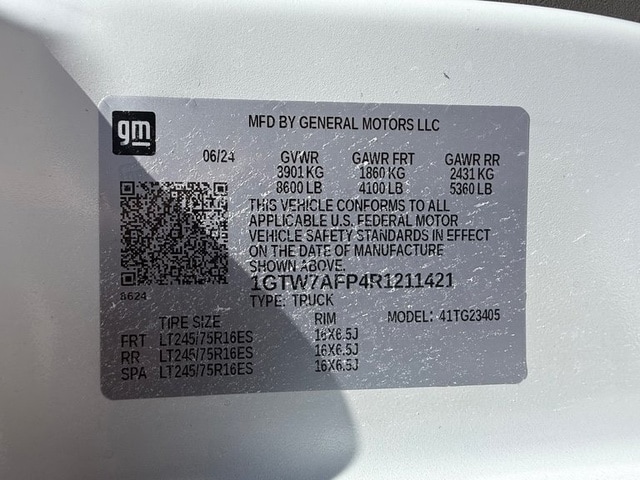 gm
MFD BY GENERAL MOTORS LLC
06/24 GVWR GAWR FRT GAWR RR
3901 KG 1860 KG 2431 KG
8600 LB 4100 LB 5360 LB
THIS VEHICLE CONFORMS TO ALL
APPLICABLE U.S. FEDERAL MOTOR
VEHICLE SAFETY STANDARDS IN EFFECT
ON THE DATE OF MANUFACTURE
SHOWN ABOVE.
1GTW7AFP4R1211421
8624
TYPE: TRUCK
TIRE SIZE RIM MODEL: 41TG23405
FRT LT245/75R16ES 16X6.5J
RR LT245/75R16ES 16X6.5J
SPA LT245/75R16ES 16X6.5J